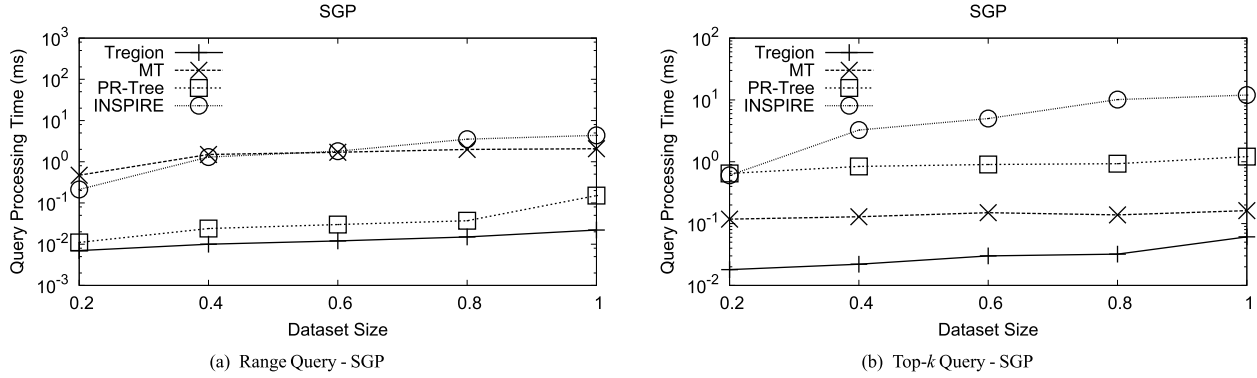 SGP
10^3
10^2
10^1
10^0
10^-1
10^-2
10^-3
Query Processing Time (ms)
Tregion
MT
PR-Tree
INSPIRE
0.2
0.4
0.6
0.8
1
Dataset Size
(a) Range Query - SGP
SGP
10^2
10^1
10^0
10^-1
10^-2
Query Processing Time (ms)
Tregion
MT
PR-Tree
INSPIRE
0.2
0.4
0.6
0.8
1
Dataset Size
(b) Top-k Query - SGP